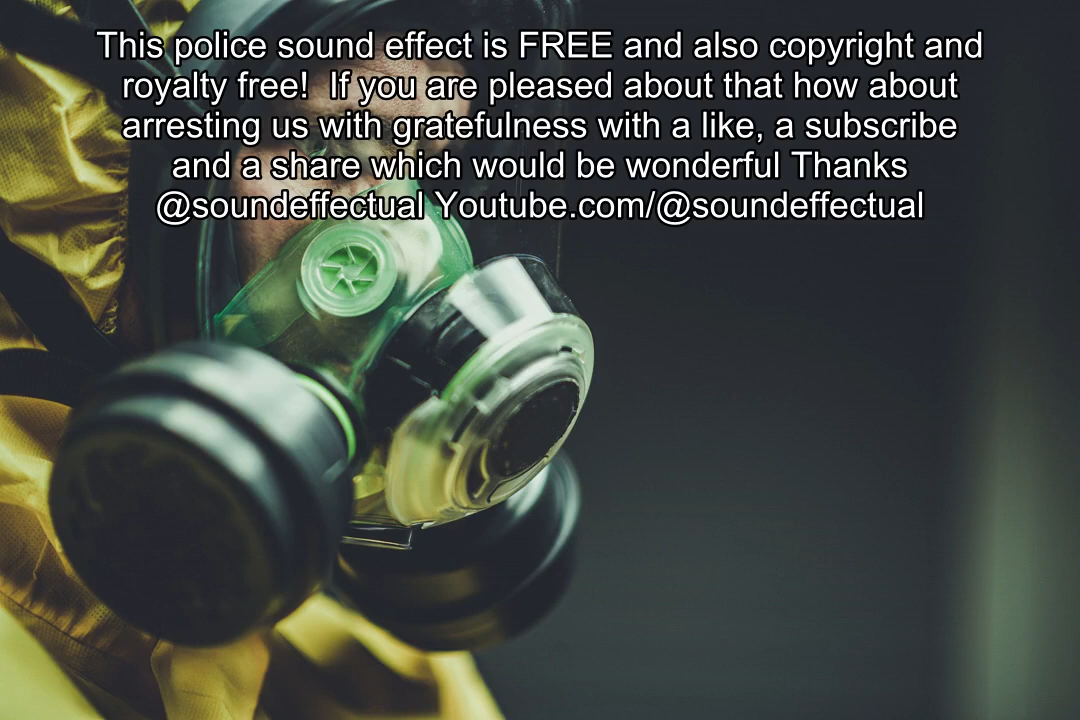 This police sound effect is FREE and also copyright and
royalty free!  If you are pleased about that how about
arresting us with gratefulness with a like, a subscribe
and a share which would be wonderful Thanks
@soundeffectual Youtube.com/@soundeffectual